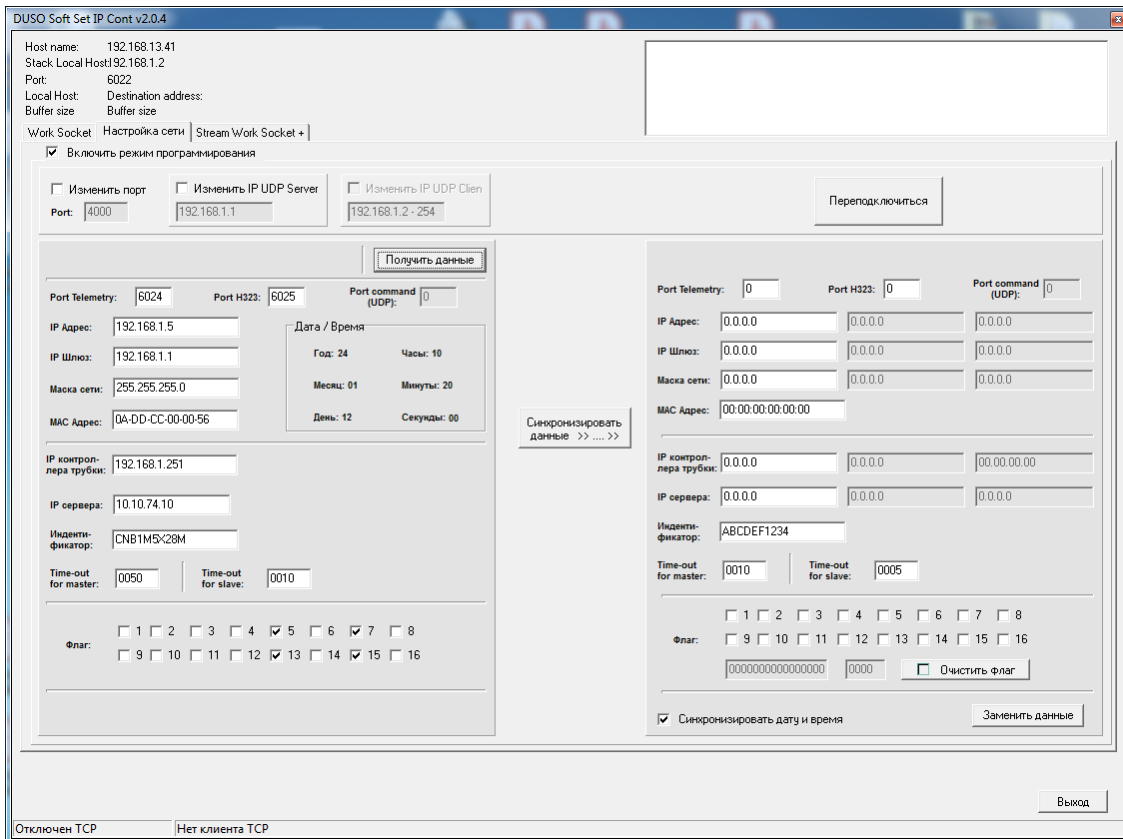 DUSO Soft Set IP Cont v2.0.4
Host name: 192.168.13.41
Stack Local Host:192.168.1.2
Port: 6022
Local Host: Destination address:
Buffer size Buffer size
Work Socket Настройка сети Stream Work Socket +
Включить режим программирования
Изменить порт
Port: 4000
Изменить IP UDP Server
192.168.1.1
Изменить IP UDP Clien
192.168.1.2 - 254
Переподключиться
Получить данные
Port Telemetry: 6024 Port H323: 6025 Port command
(UDP): 0
IP Адрес: 192.168.1.5
IP Шлюз: 192.168.1.1
Маска сети: 255.255.255.0
MAC Адрес: 0A-DD-CC-00-00-56
Дата / Время
Год: 24 Часы: 10
Месяц: 01 Минуты: 20
День: 12 Секунды: 00
IP контрол-
лера трубки: 192.168.1.251
IP сервера: 10.10.74.10
Инденти-
фикатор: CNB1M5X28M
Time-out
for master: 0050
Time-out
for slave: 0010
Флаг:
1 2 3 4 5 6 7 8
9 10 11 12 13 14 15 16
Синхронизировать
данные >> .... >>
Port Telemetry: 0 Port H323: 0 Port command
(UDP): 0
IP Адрес: 0.0.0.0 0.0.0.0 0.0.0.0
IP Шлюз: 0.0.0.0 0.0.0.0 0.0.0.0
Маска сети: 0.0.0.0 0.0.0.0 0.0.0.0
MAC Адрес: 00:00:00:00:00:00
IP контрол-
лера трубки: 0.0.0.0 0.0.0.0 00.00.00.00
IP сервера: 0.0.0.0 0.0.0.0 0.0.0.0
Инденти-
фикатор: ABCDEF1234
Time-out
for master: 0010
Time-out
for slave: 0005
Флаг:
1 2 3 4 5 6 7 8
9 10 11 12 13 14 15 16
0000000000000000 0000 Очистить флаг
Синхронизировать дату и время Заменить данные
Выход
Отключен TCP Нет клиента TCP